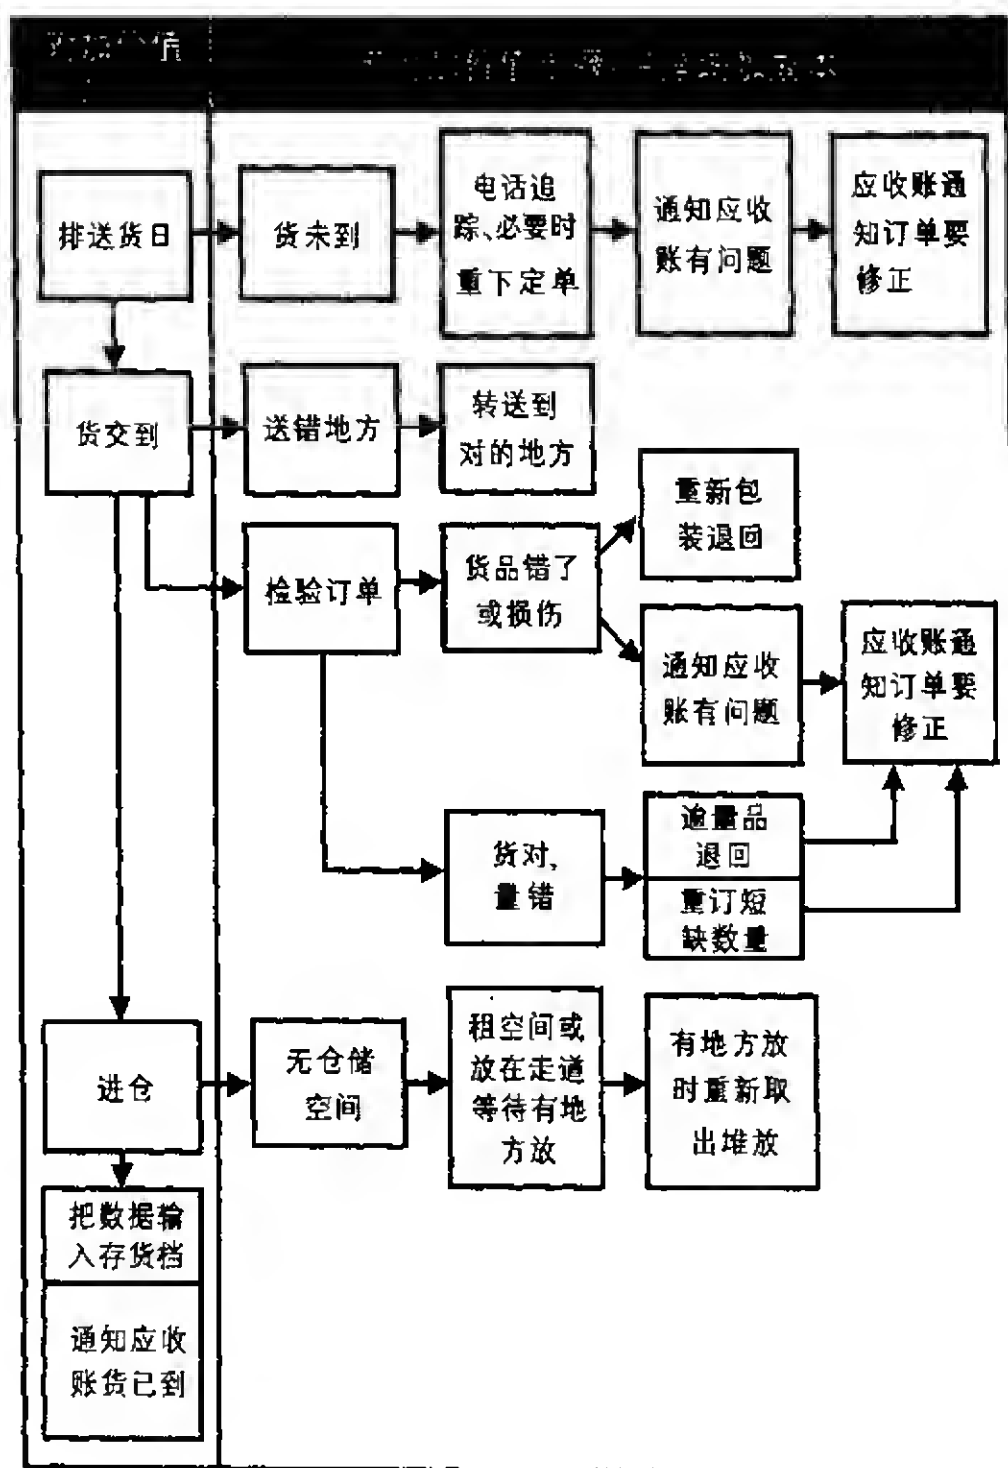 排送货日
货未到
电话追
踪、必要时
重下定单
通知应收
账有问题
应收账通
知订单要
修正
货交到
送错地方
转送到
对的地方
重新包
装退回
检验订单
货品错了
或损伤
通知应收
账有问题
应收账通
知订单要
修正
货对,
量错
逾量品
退回
重订短
缺数量
进仓
无仓储
空间
租空间或
放在走道
等待有地
方放
有地方放
时重新取
出堆放
把数据输
入存货档
通知应收
账货已到